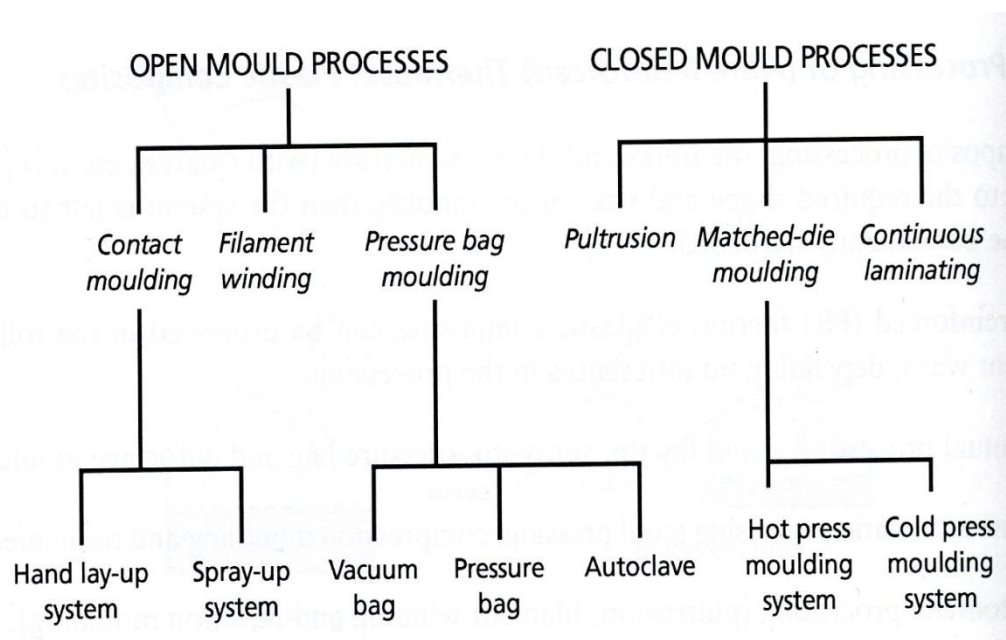 OPEN MOULD PROCESSES
CLOSED MOULD PROCESSES
Contact
moulding
Filament
winding
Pressure bag
moulding
Pultrusion
Matched-die
moulding
Continuous
laminating
Hand lay-up
system
Spray-up
system
Vacuum
bag
Pressure
bag
Autoclave
Hot press
moulding
system
Cold press
moulding
system